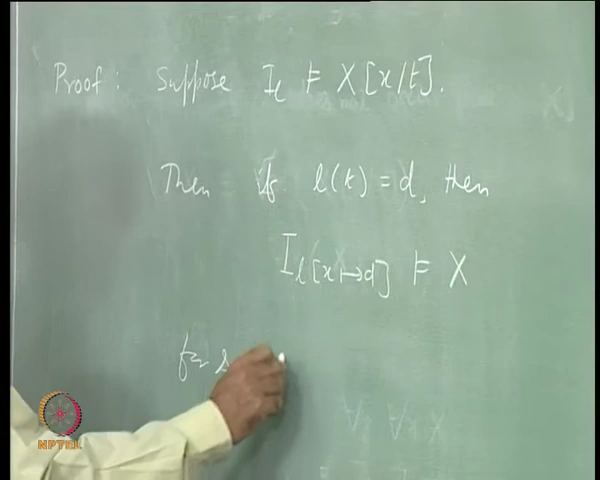 Proof : Suppose I_l ⊨ X[x/t].
Then if l(t) = d, then
I_l[x↦d] ⊨ X
for
NPTEL